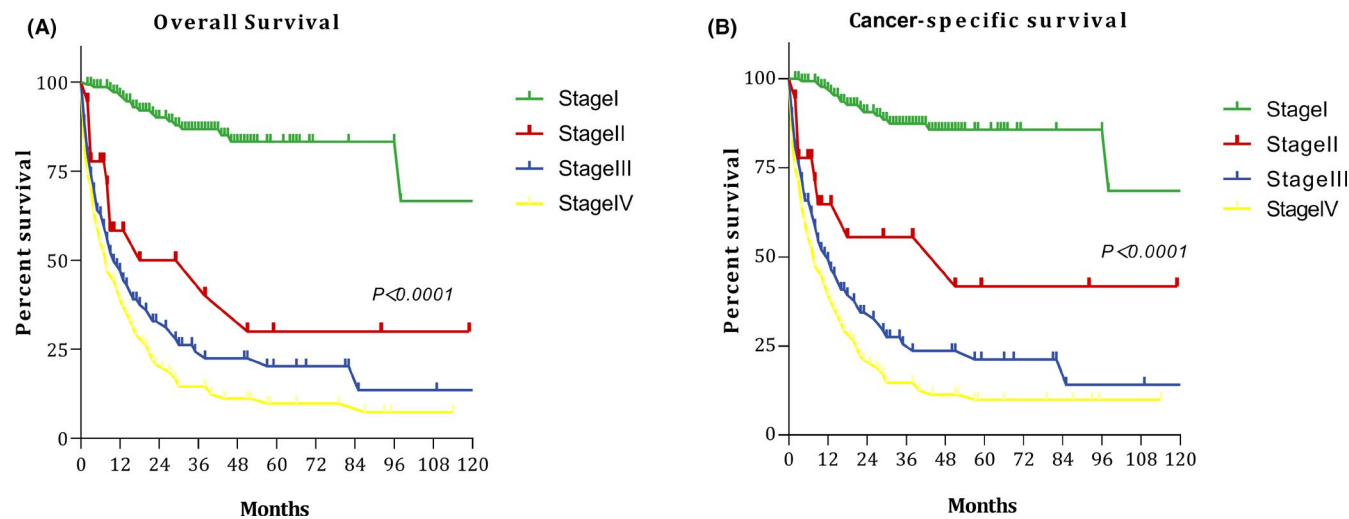 (A)
Overall Survival
Percent survival
100
75
50
25
0
0 12 24 36 48 60 72 84 96 108 120
Months
P<0.0001
StageI
StageII
StageIII
StageIV
(B)
Cancer-specific survival
Percent survival
100
75
50
25
0
0 12 24 36 48 60 72 84 96 108 120
Months
P<0.0001
StageI
StageII
StageIII
StageIV